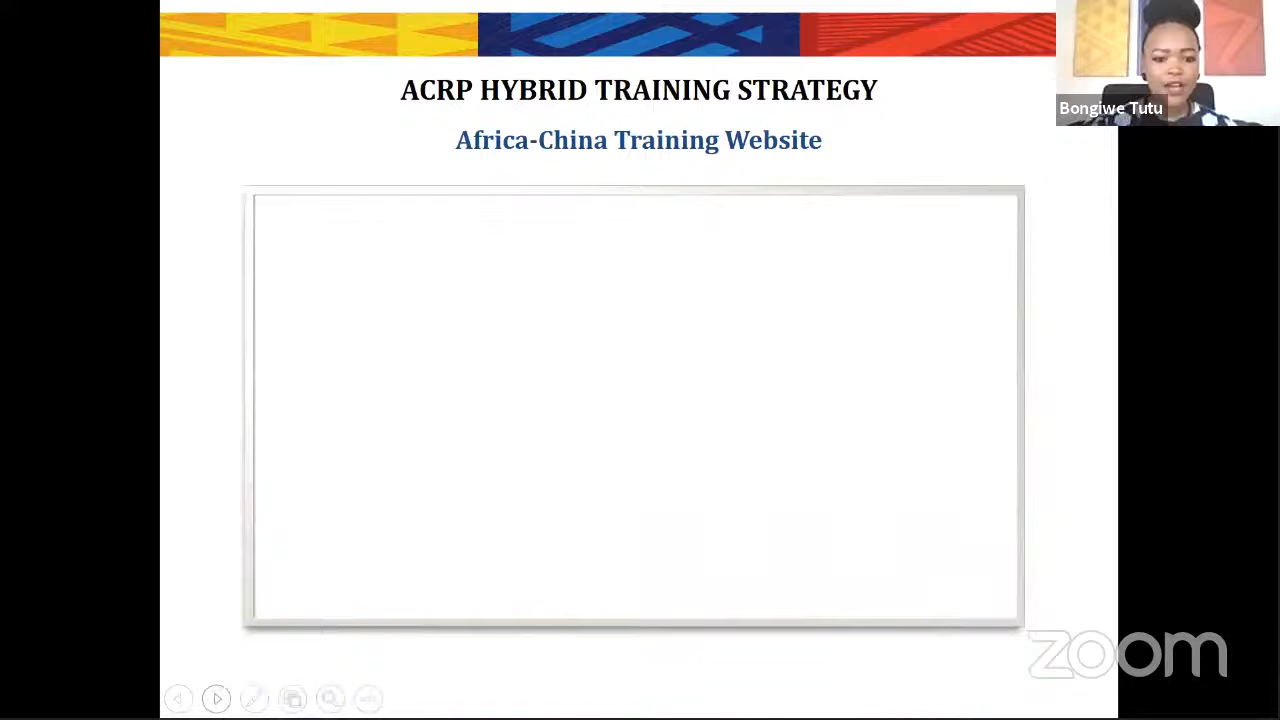 ACRP HYBRID TRAINING STRATEGY
Africa-China Training Website
Bongiwe Tutu
zoom